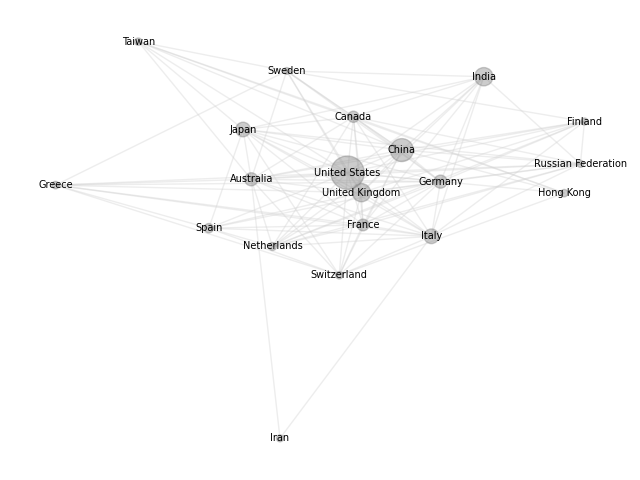 Taiwan
Sweden
India
Canada
Finland
Japan
China
Russian Federation
United States
Australia
Germany
Greece
United Kingdom
Hong Kong
Spain
France
Italy
Netherlands
Switzerland
Iran